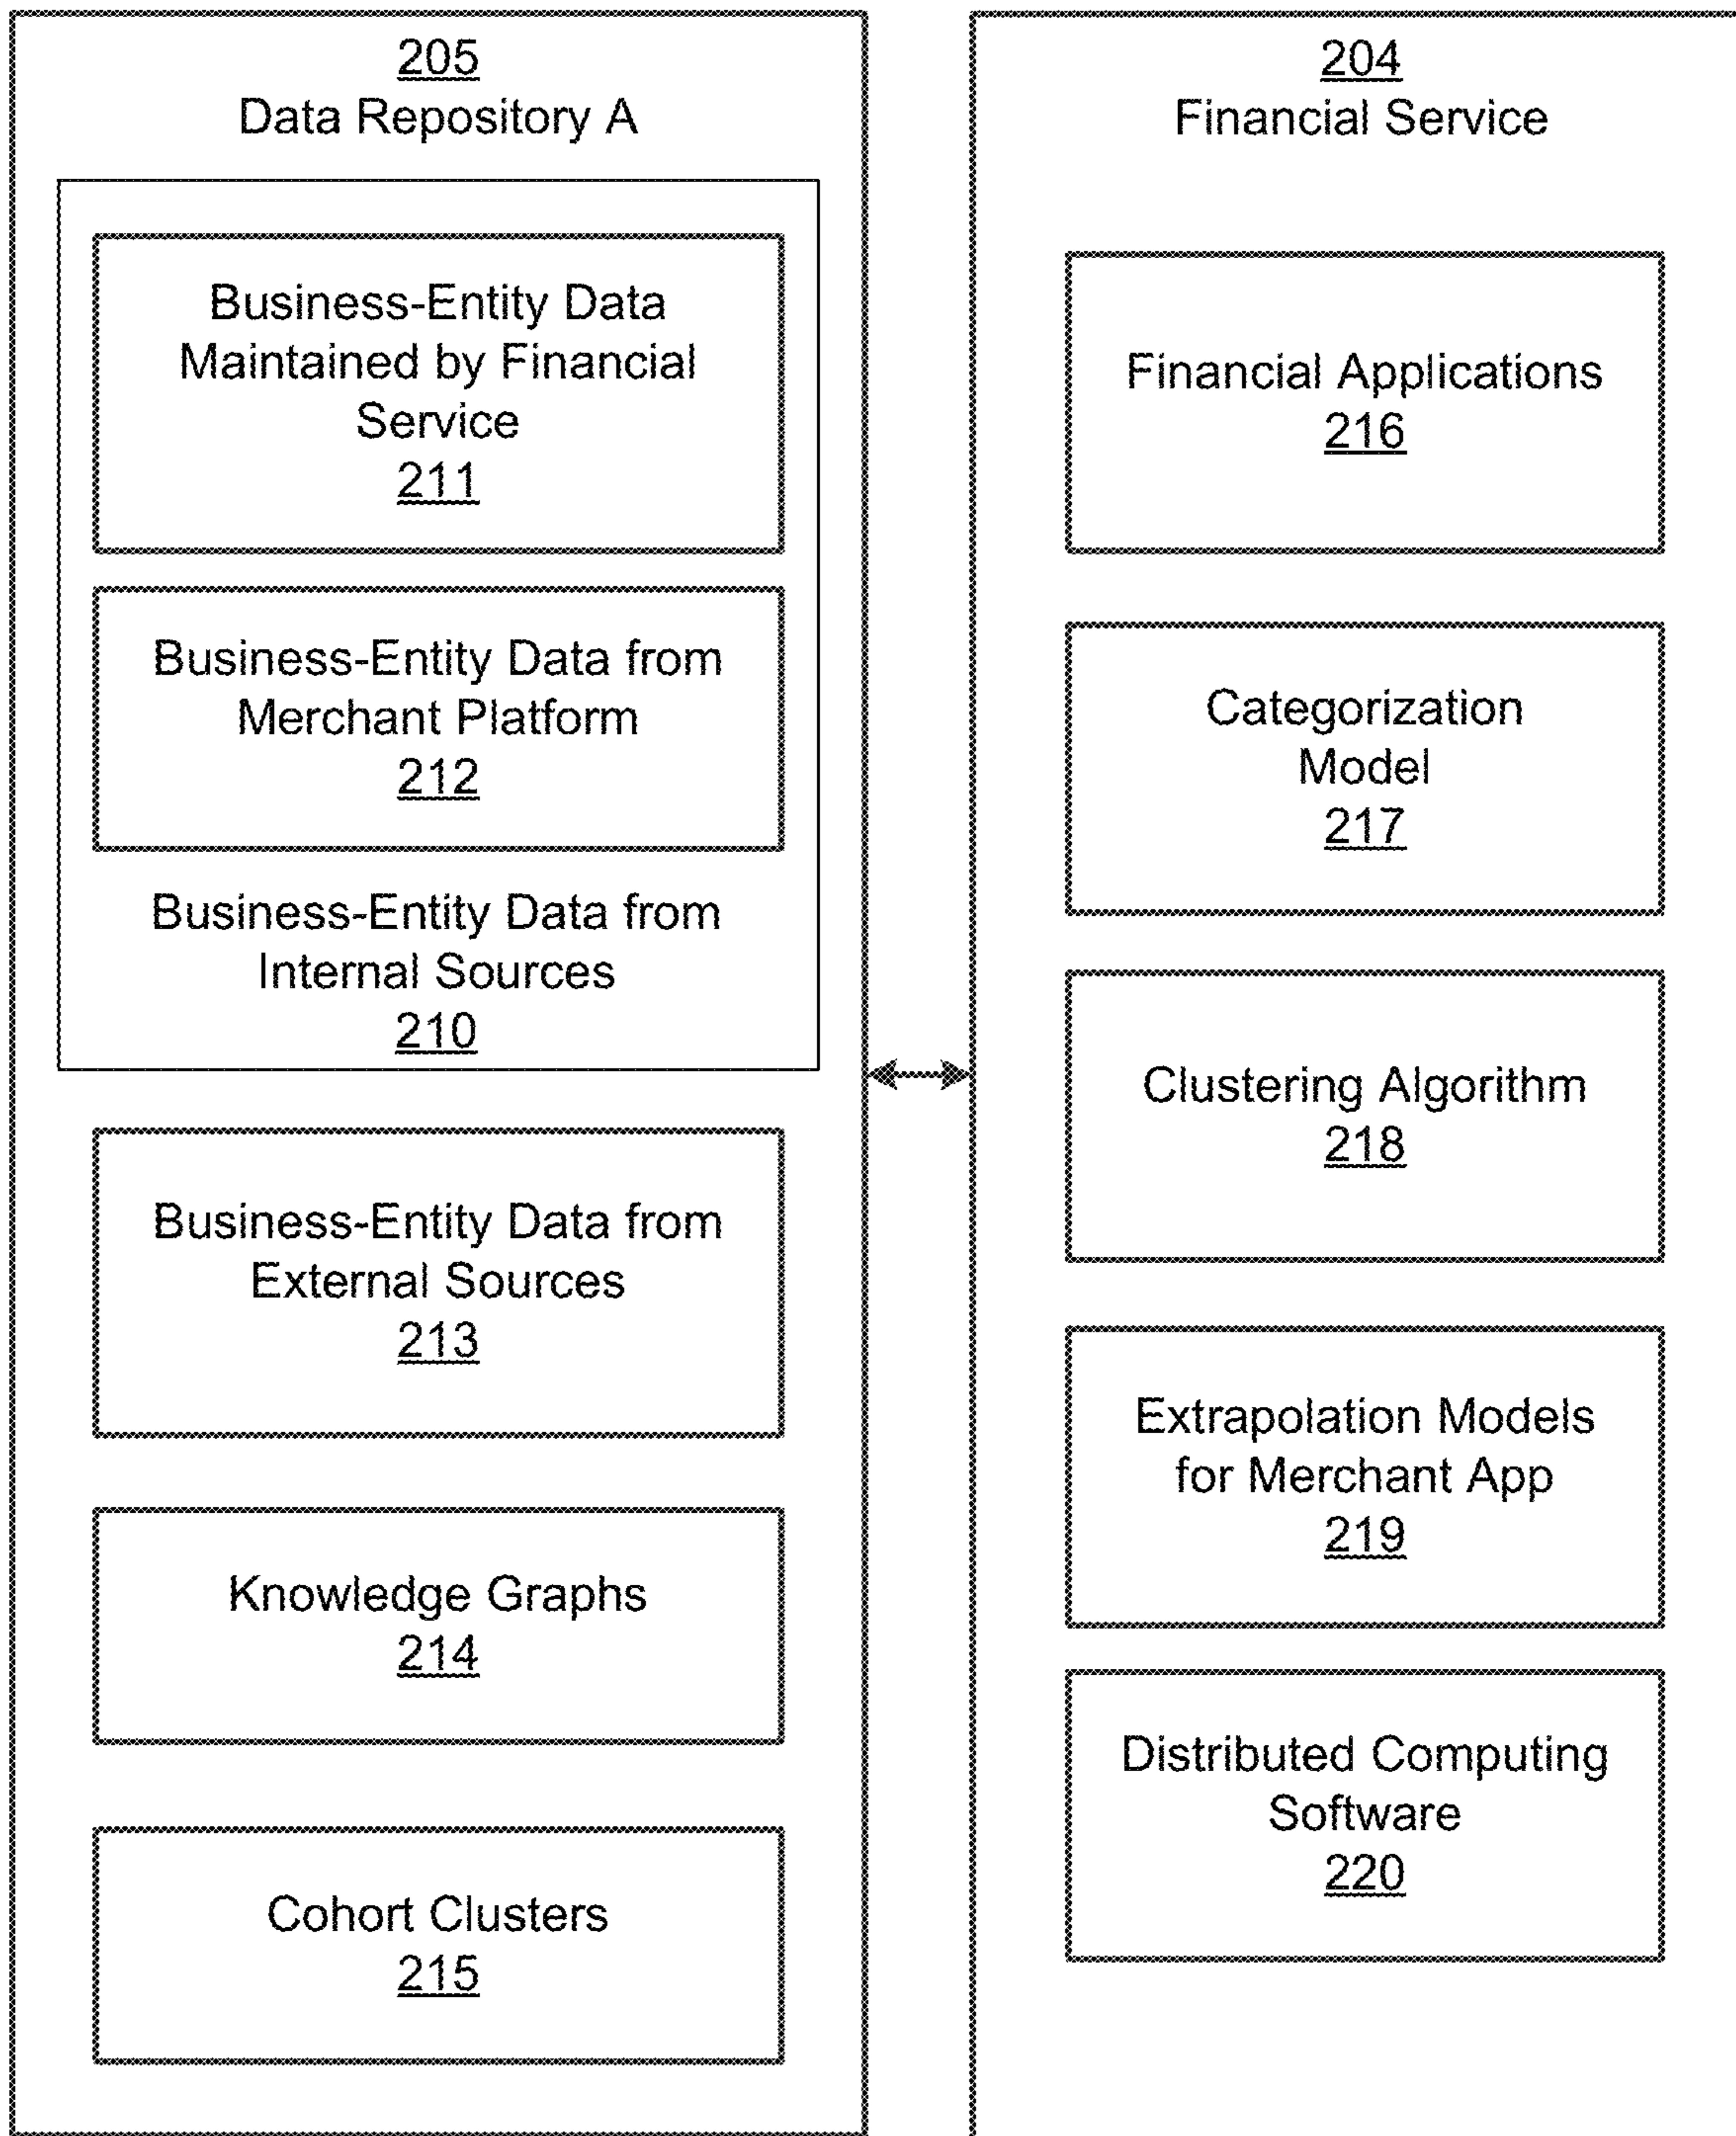 205
Data Repository A
Business-Entity Data
Maintained by Financial
Service
211
Business-Entity Data from
Merchant Platform
212
Business-Entity Data from
Internal Sources
210
Business-Entity Data from
External Sources
213
Knowledge Graphs
214
Cohort Clusters
215
204
Financial Service
Financial Applications
216
Categorization
Model
217
Clustering Algorithm
218
Extrapolation Models
for Merchant App
219
Distributed Computing
Software
220